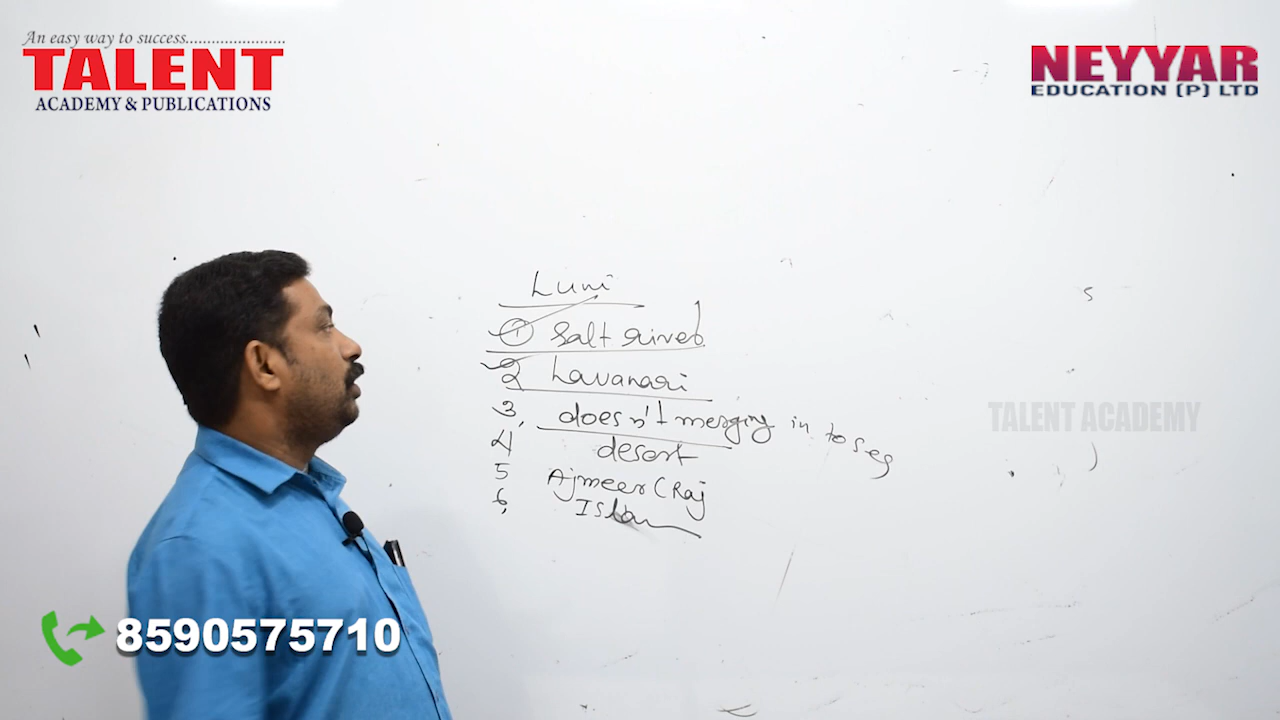 An easy way to success.......................
TALENT
ACADEMY & PUBLICATIONS
NEYYAR
EDUCATION (P) LTD
Luni
1 Salt river
2 Lavanari
3, doesn't merging in to sea
4 desert
5 Ajmeer (Raj
6,
TALENT ACADEMY
8590575710